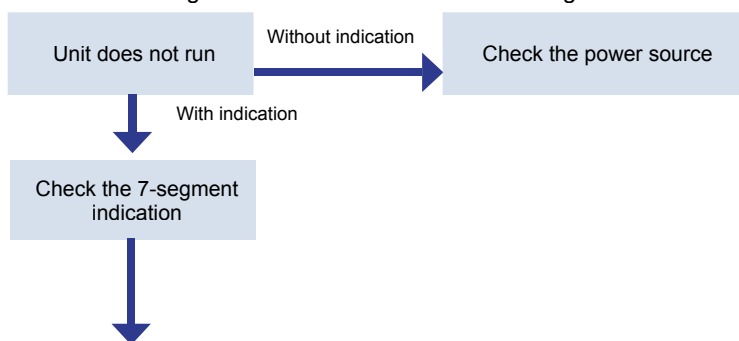 Unit does not run
Without indication
Check the power source
With indication
Check the 7-segment
indication